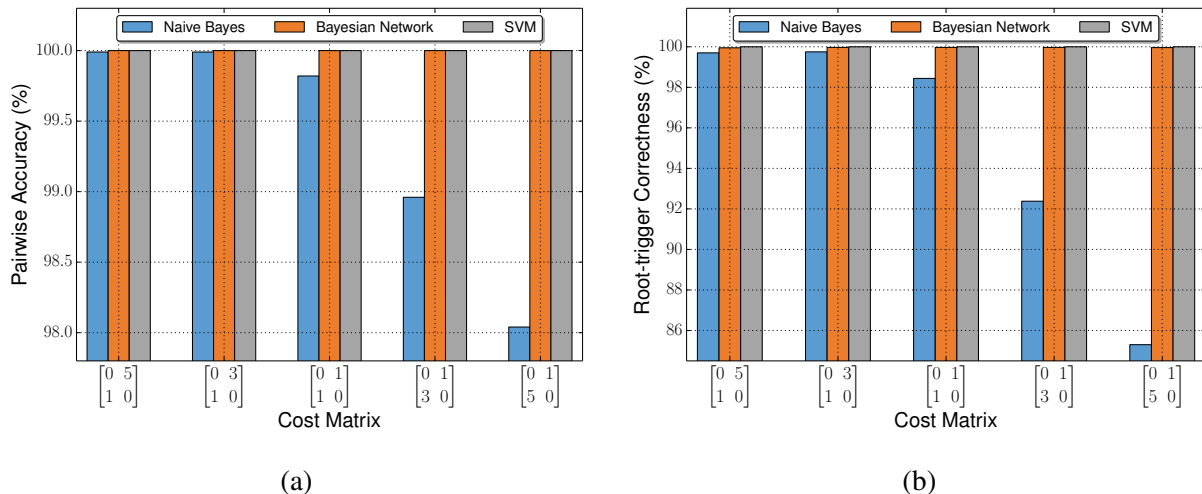 Naive Bayes Bayesian Network SVM
100.0
99.5
99.0
98.5
98.0
Pairwise Accuracy (%)
[0 5 [0 3 [0 1 [0 1 [0 1
1 0] 1 0] 1 0] 3 0] 5 0]
Cost Matrix
(a)
Naive Bayes Bayesian Network SVM
100
98
96
94
92
90
88
86
Root-trigger Correctness (%)
[0 5 [0 3 [0 1 [0 1 [0 1
1 0] 1 0] 1 0] 3 0] 5 0]
Cost Matrix
(b)